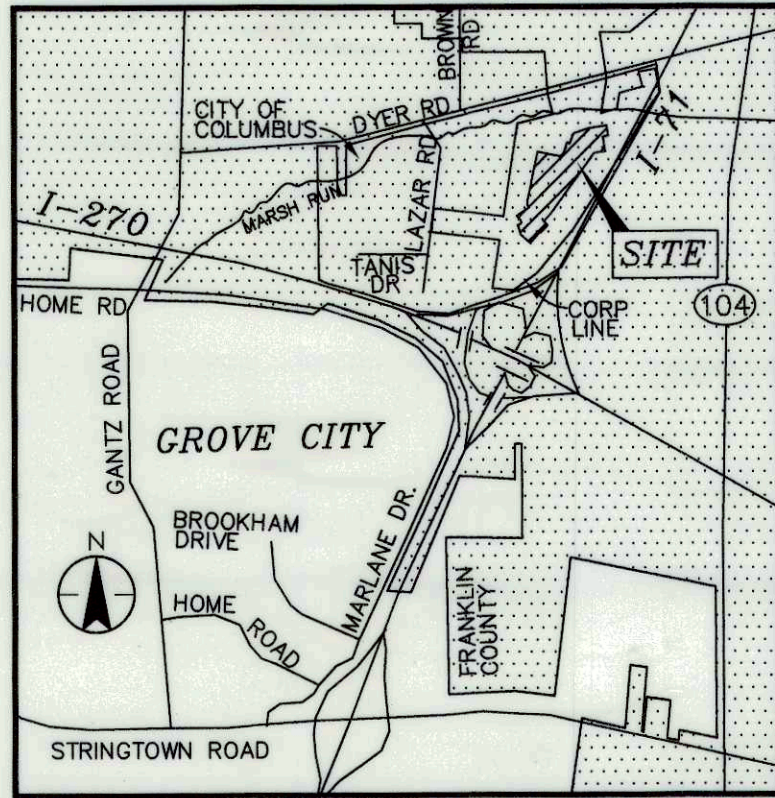 BROWN
RD
CITY OF
COLUMBUS
DYER RD
I-71
LAZAR RD
I-270
MARSH RUN
SITE
TANIS
DR
HOME RD
CORP
LINE
104
GANTZ ROAD
GROVE CITY
MARLANE DR.
BROOKHAM
DRIVE
N
HOME
ROAD
FRANKLIN
COUNTY
STRINGTOWN ROAD